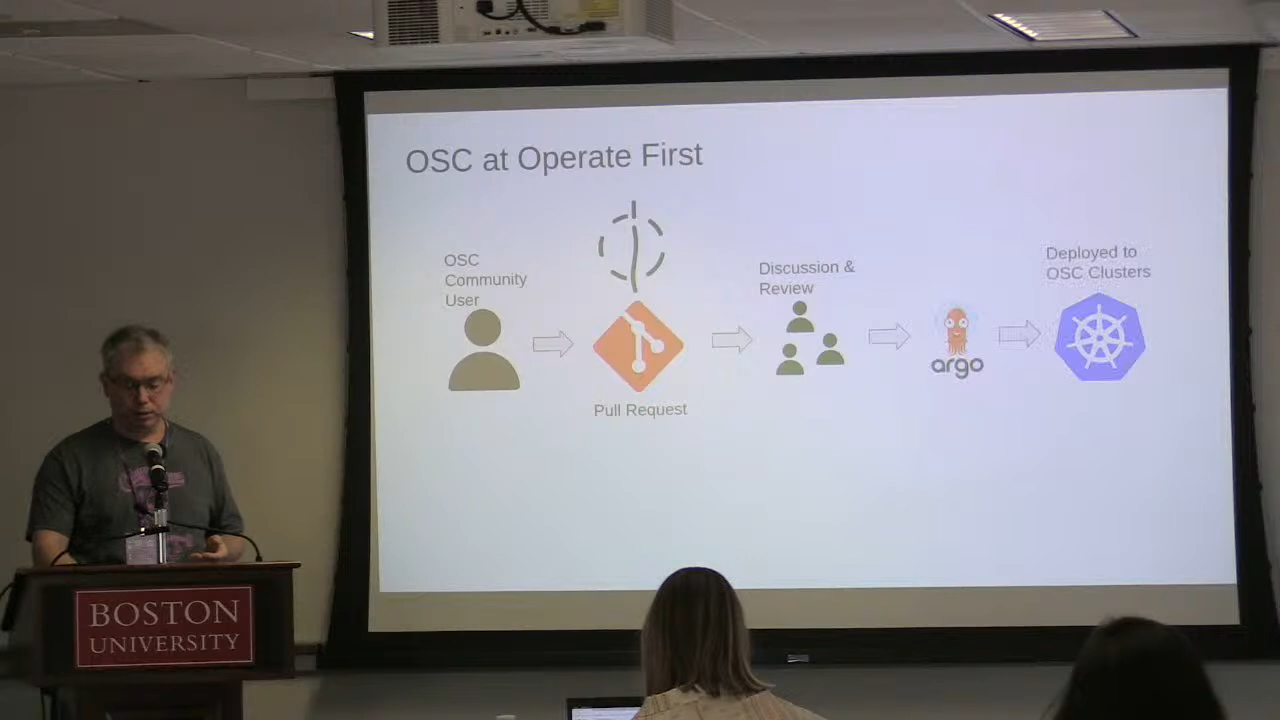 OSC at Operate First
OSC
Community
User
Pull Request
Discussion &
Review
argo
Deployed to
OSC Clusters
BOSTON
UNIVERSITY